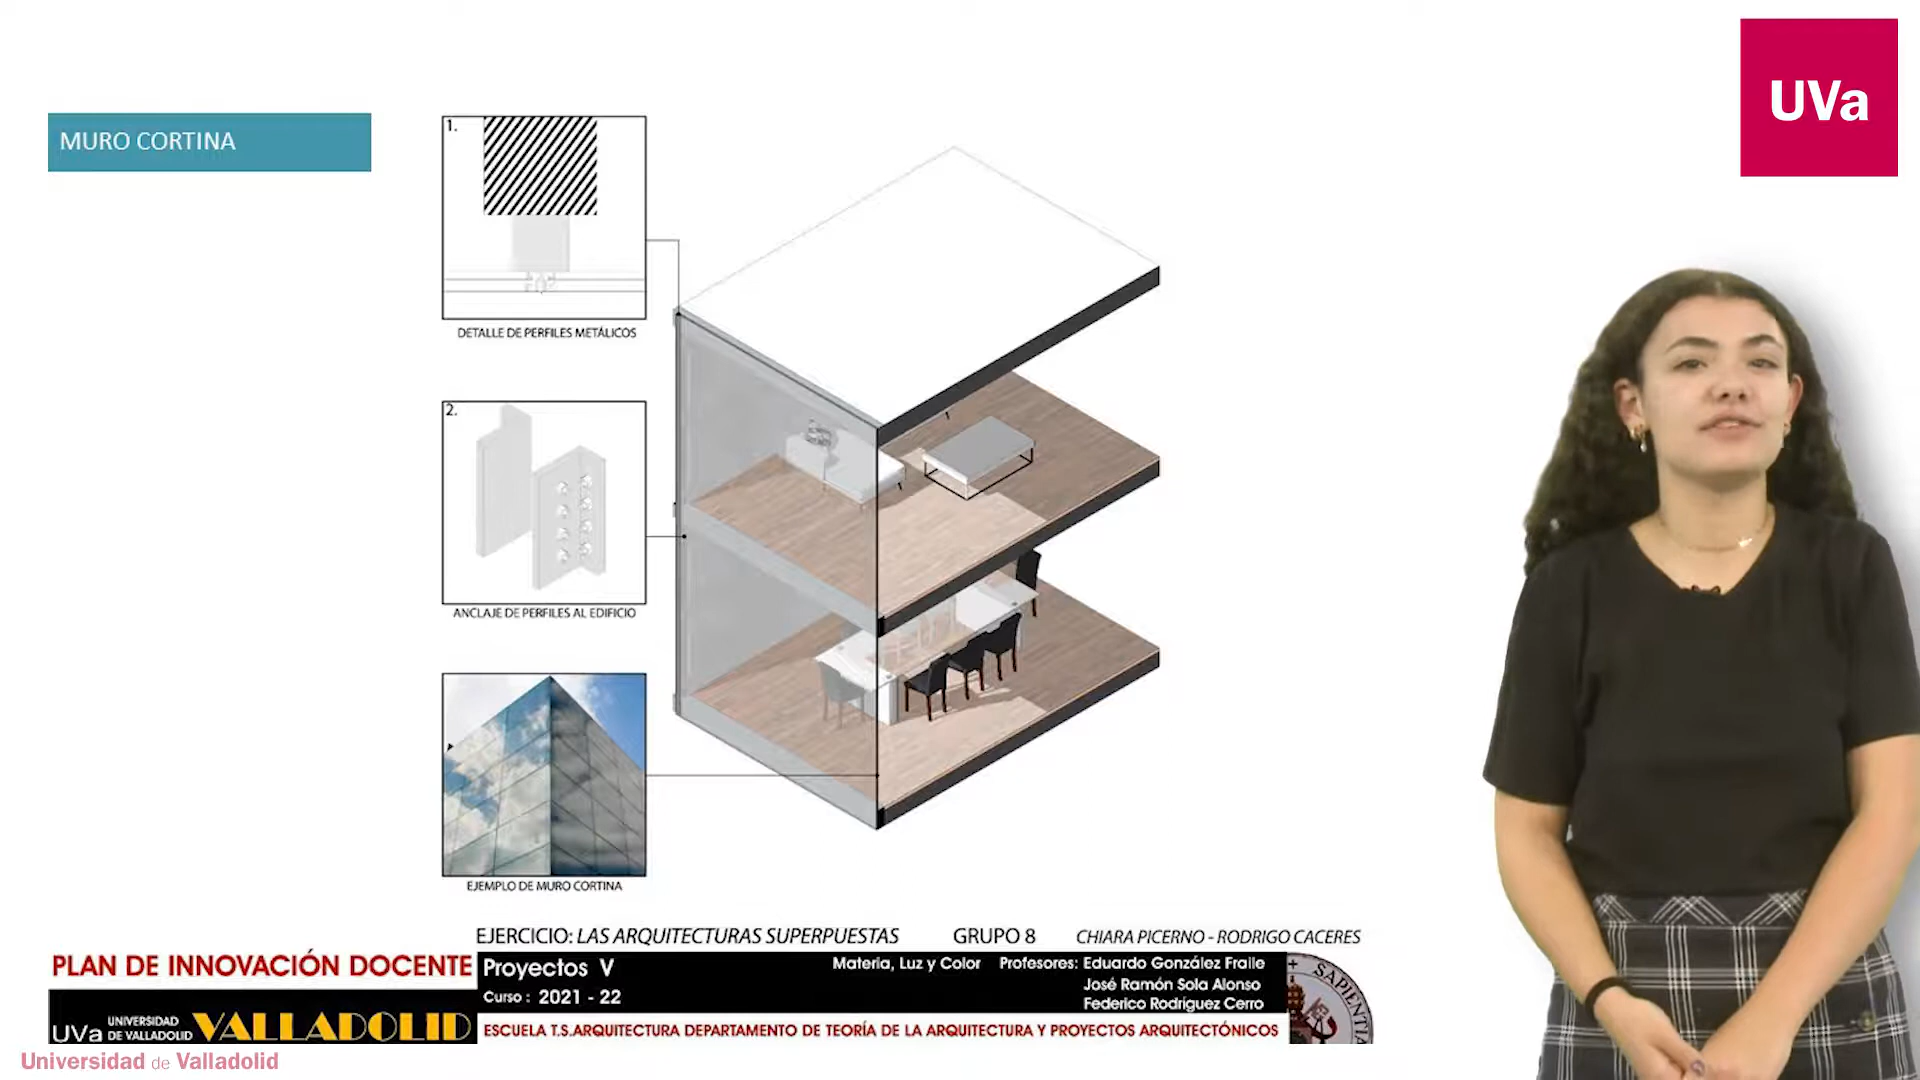 UVa
MURO CORTINA
1.
DETALLE DE PERFILES METÁLICOS
2.
ANCLAJE DE PERFILES AL EDIFICIO
EJEMPLO DE MURO CORTINA
EJERCICIO: LAS ARQUITECTURAS SUPERPUESTAS GRUPO 8 CHIARA PICERNO - RODRIGO CACERES
PLAN DE INNOVACIÓN DOCENTE
Proyectos V Materia, Luz y Color Profesores: Eduardo González Fraile
José Ramón Sola Alonso
Curso : 2021 - 22 Federico Rodríguez Cerro
UVa UNIVERSIDAD DE VALLADOLID VALLADOLID
ESCUELA T.S.ARQUITECTURA DEPARTAMENTO DE TEORÍA DE LA ARQUITECTURA Y PROYECTOS ARQUITECTÓNICOS
SAPIENTIA
Universidad de Valladolid